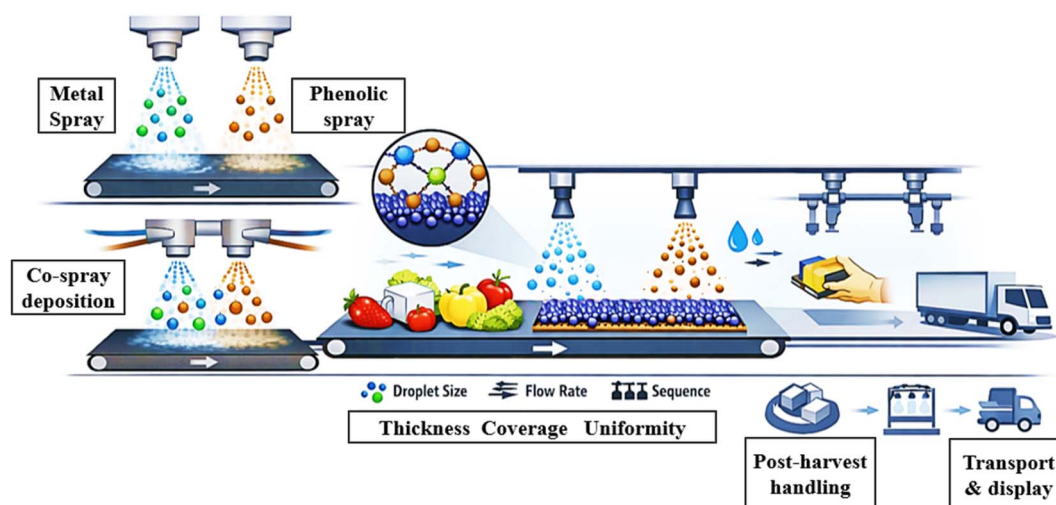 Metal
Spray
Phenolic
spray
Co-spray
deposition
Droplet Size
Flow Rate
Sequence
Thickness Coverage Uniformity
Post-harvest
handling
Transport
& display